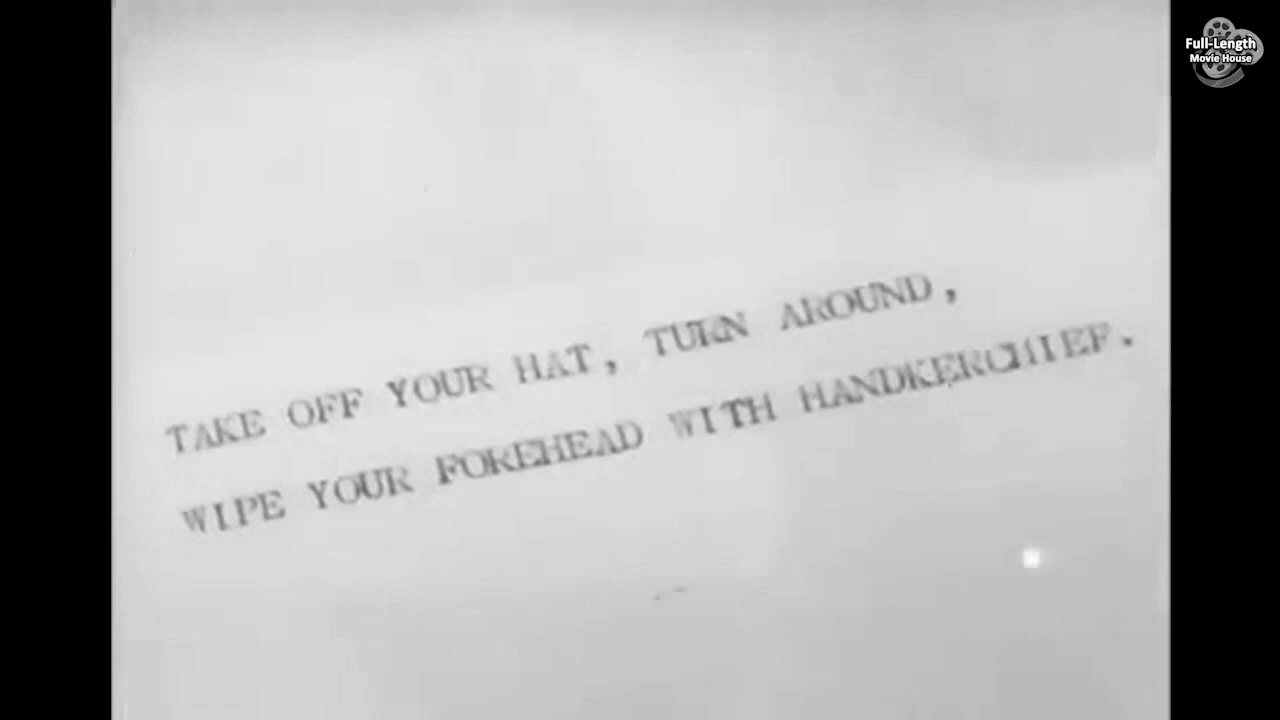 Full-Length
Movie House
TAKE OFF YOUR HAT, TURN AROUND,
WIPE YOUR FOREHEAD WITH HANDKERCHIEF.